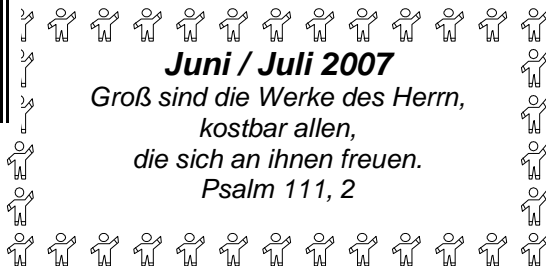 Juni / Juli 2007
Groß sind die Werke des Herrn,
kostbar allen,
die sich an ihnen freuen.
Psalm 111, 2